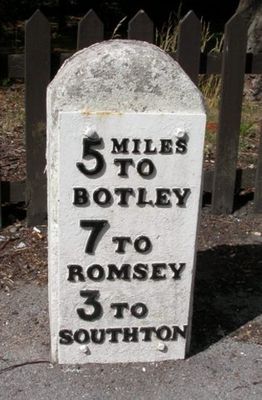 5 MILES
TO
BOTLEY
7 TO
ROMSEY
3 TO
SOUTHTON